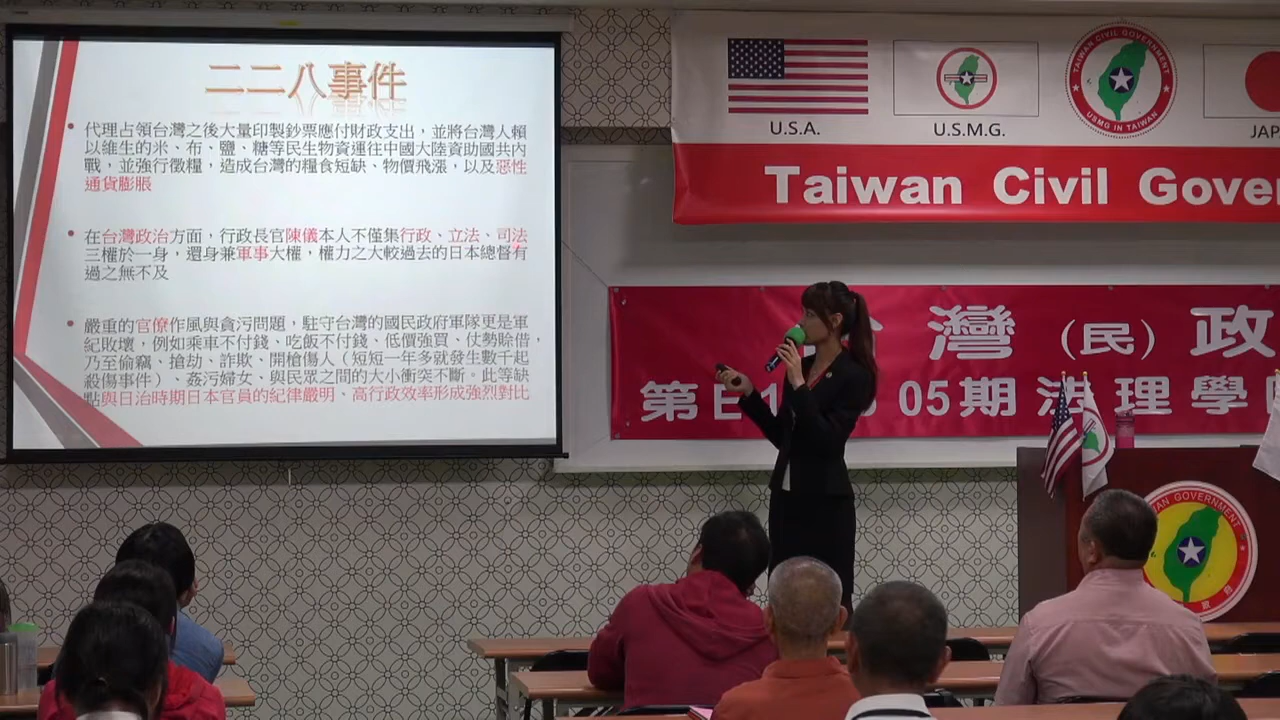 二二八事件
代理占領台灣之後大量印製鈔票應付財政支出，並將台灣人賴
以維生的米、布、鹽、糖等民生物資運往中國大陸資助國共內
戰，並強行徵糧，造成台灣的糧食短缺、物價飛漲，以及惡性
通貨膨脹
在台灣政治方面，行政長官陳儀本人不僅集行政、立法、司法
三權於一身，還身兼軍事大權，權力之大較過去的日本總督有
過之無不及
嚴重的官僚作風與貪污問題，駐守台灣的國民政府軍隊更是軍
紀敗壞，例如乘車不付錢、吃飯不付錢、低價強買、仗勢賒借，
乃至偷竊、搶劫、詐欺、開槍傷人（短短一年多就發生數千起
殺傷事件）、姦污婦女、與民眾之間的大小衝突不斷。此等缺
點與日治時期日本官員的紀律嚴明、高行政效率形成強烈對比
U.S.A.
U.S.M.G.
TAIWAN CIVIL GOVERNMENT
USMG IN TAIWAN
JAP
Taiwan Civil Gover
灣（民）政
第
05期法理學
WAN GOVERNMENT